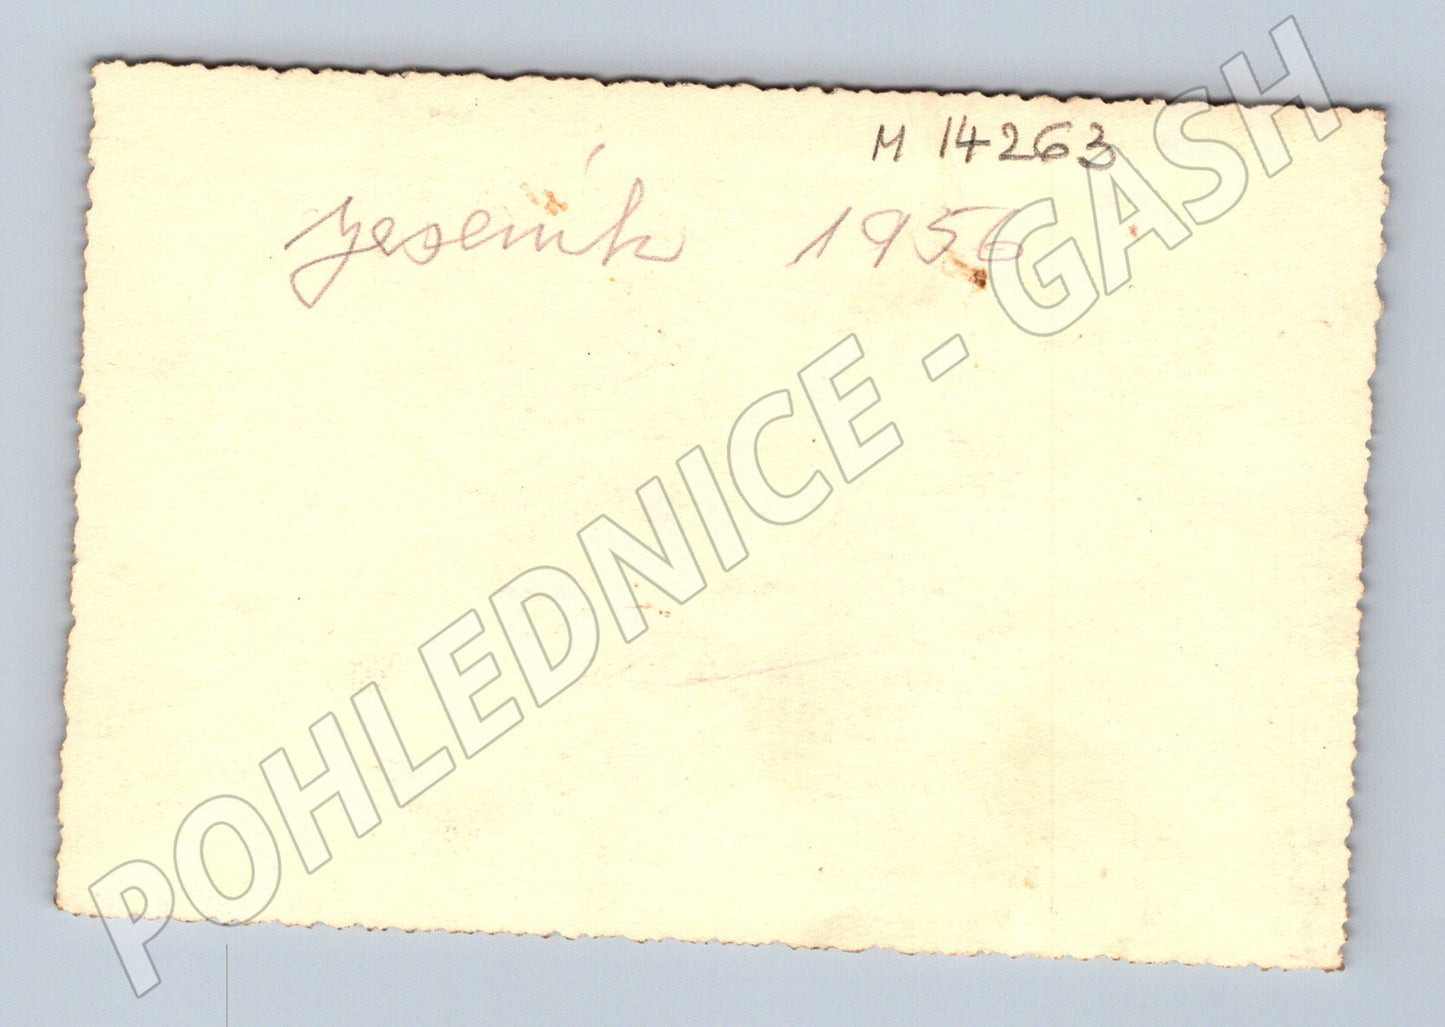 M 14263
Jeseník 1956
POHLEDNICE - GASH